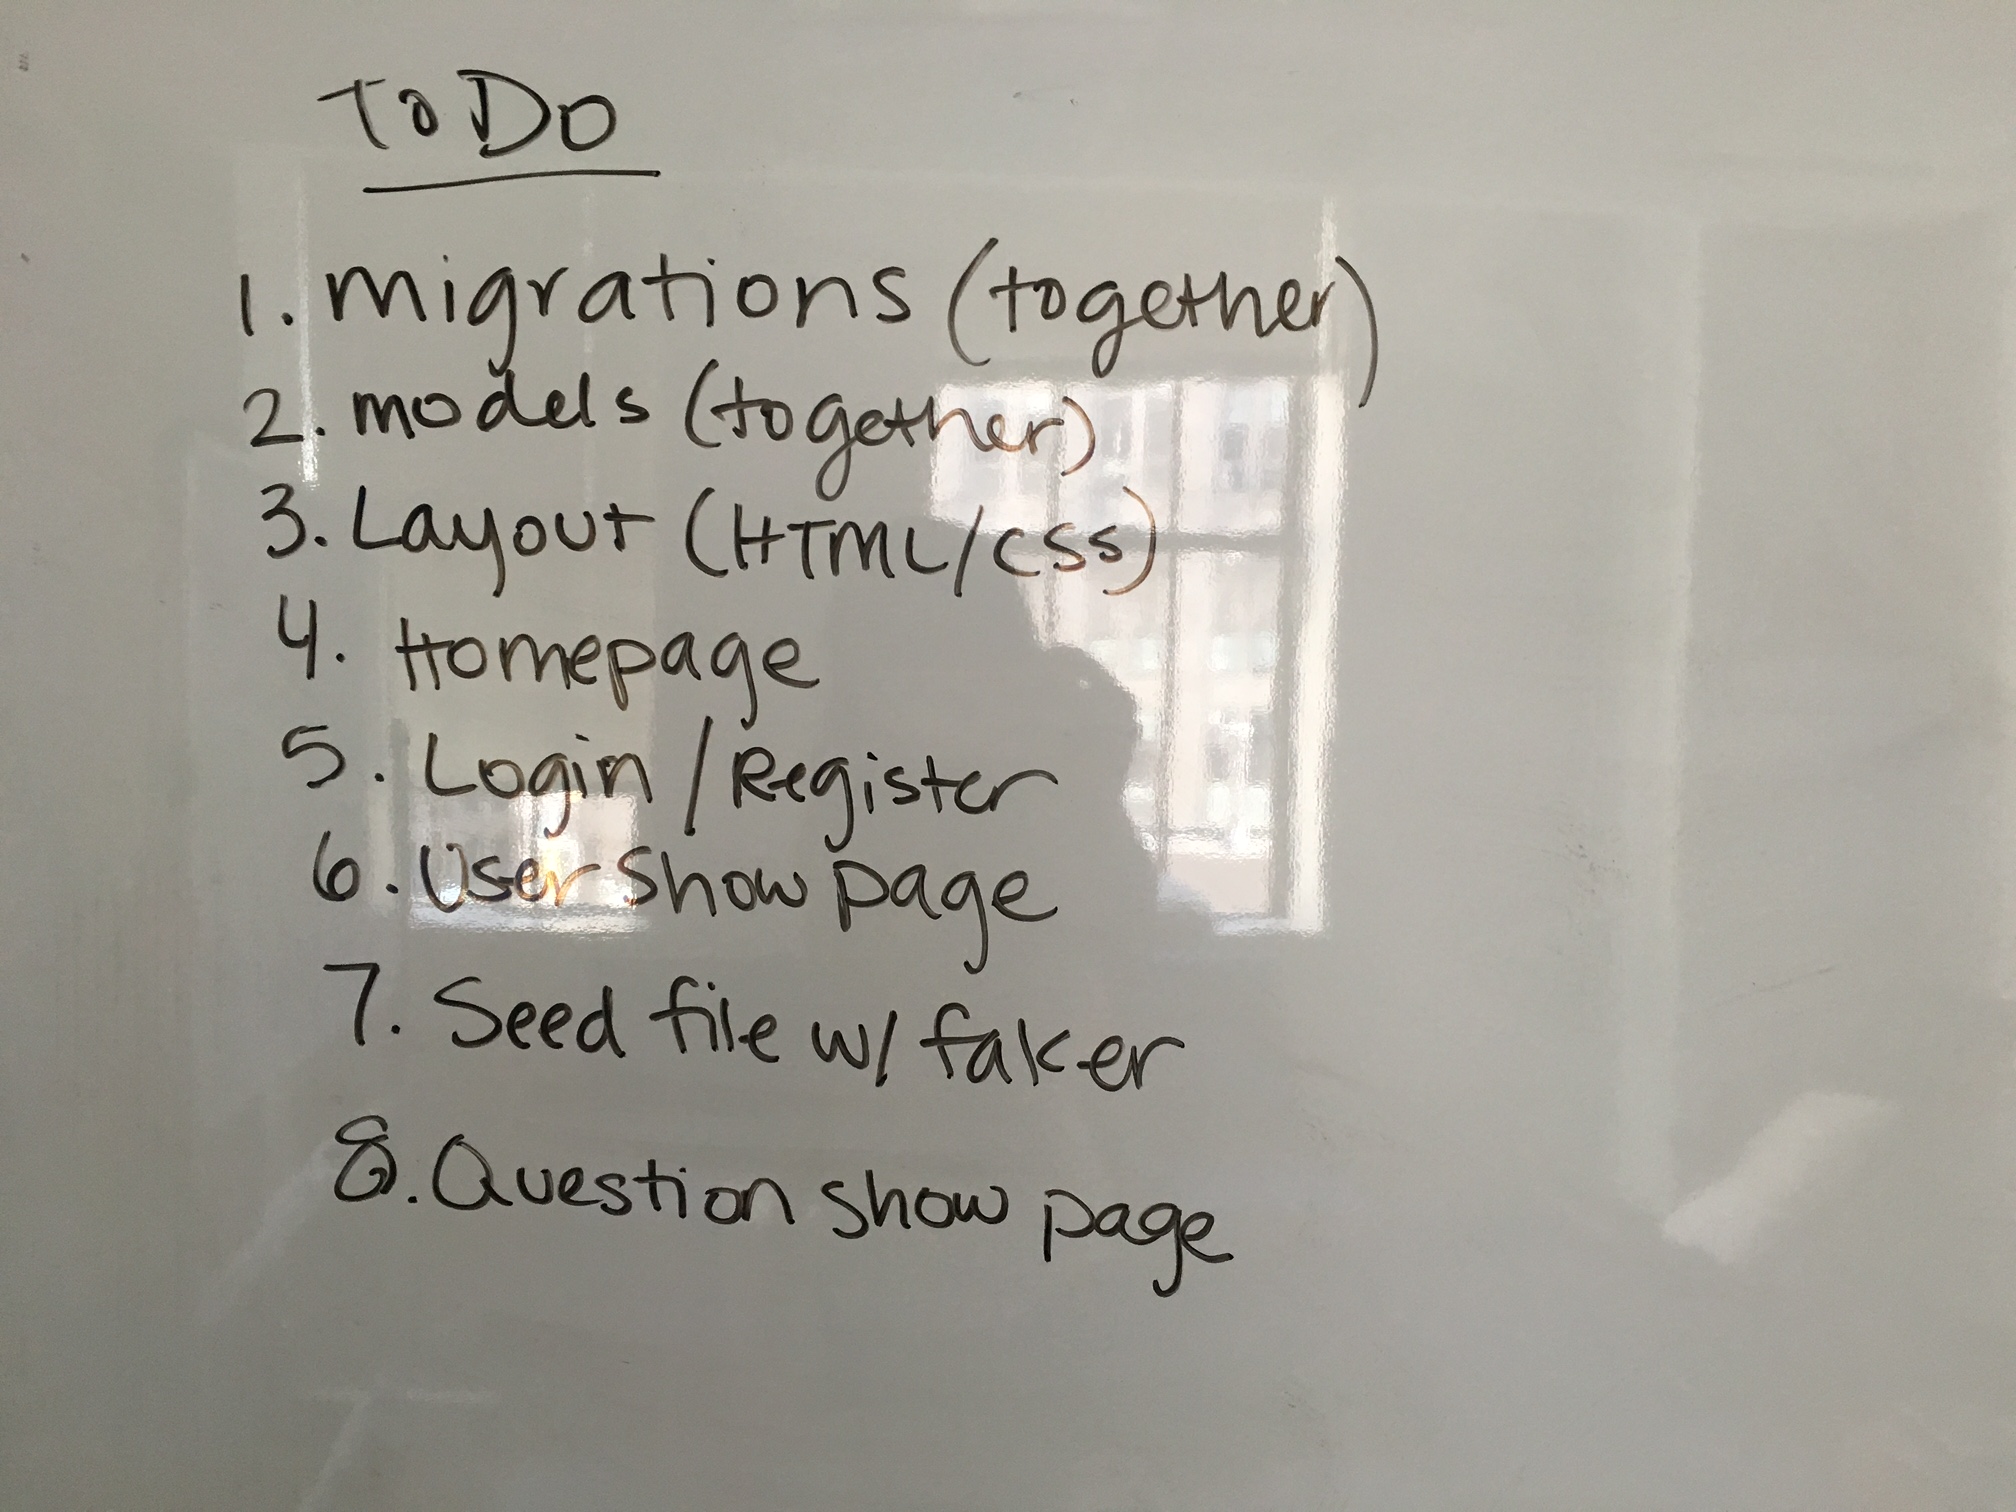 To DO
1. migrations (together)
2. models (together)
3. Layout (HTML/CSS)
4. Homepage
5. Login / Register
6. User Show page
7. Seed file w/ faker
8. Question show page